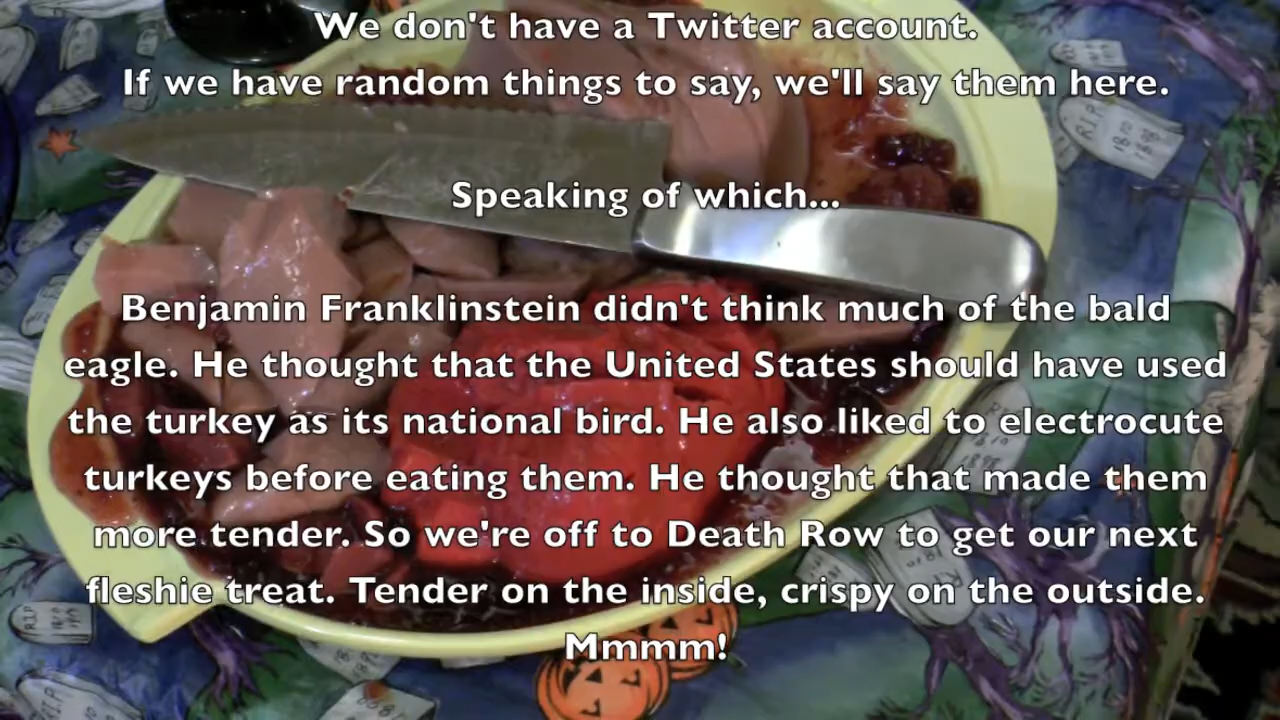 We don't have a Twitter account.
If we have random things to say, we'll say them here.
Speaking of which...
Benjamin Franklinstein didn't think much of the bald
eagle. He thought that the United States should have used
the turkey as its national bird. He also liked to electrocute
turkeys before eating them. He thought that made them
more tender. So we're off to Death Row to get our next
fleshie treat. Tender on the inside, crispy on the outside.
Mmmm!
RIP
RIP